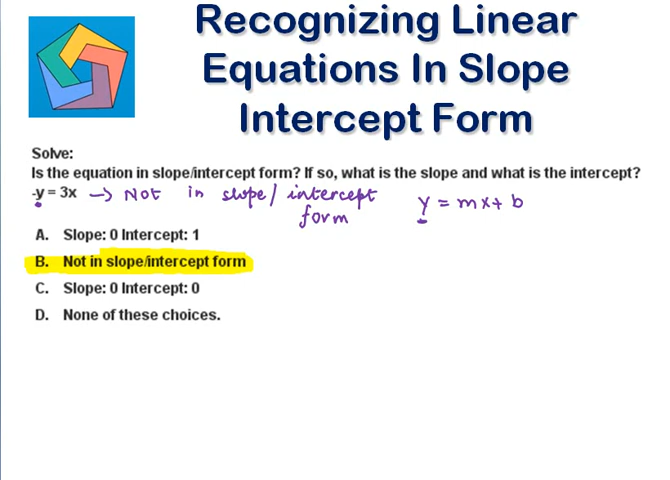 Recognizing Linear
Equations In Slope
Intercept Form
Solve:
Is the equation in slope/intercept form? If so, what is the slope and what is the intercept?
-y = 3x → Not in slope/intercept
form
y = mx + b
A. Slope: 0 Intercept: 1
B. Not in slope/intercept form
C. Slope: 0 Intercept: 0
D. None of these choices.